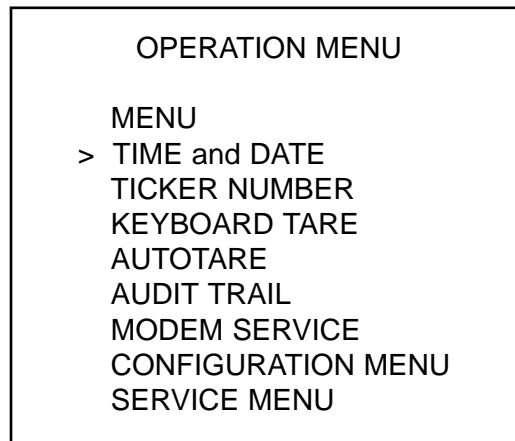 OPERATION MENU
MENU
> TIME and DATE
TICKER NUMBER
KEYBOARD TARE
AUTOTARE
AUDIT TRAIL
MODEM SERVICE
CONFIGURATION MENU
SERVICE MENU